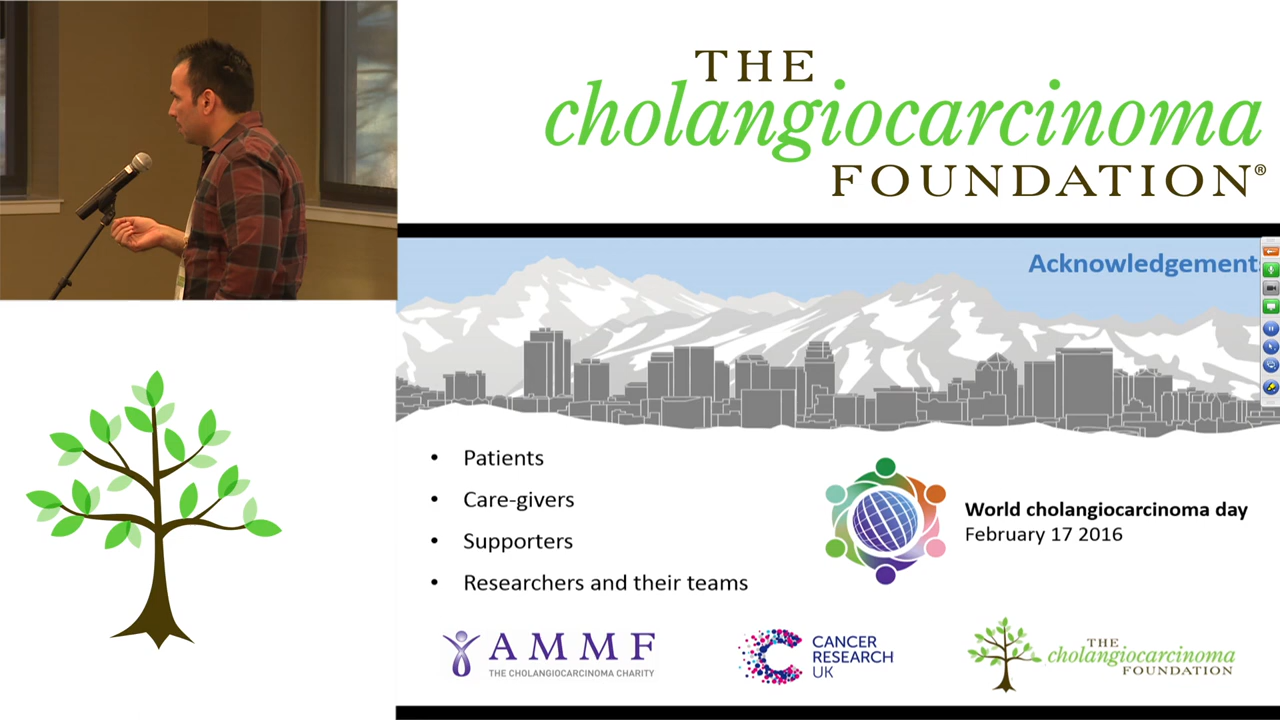 THE
cholangiocarcinoma
FOUNDATION®
Acknowledgement
• Patients
• Care-givers
• Supporters
• Researchers and their teams
World cholangiocarcinoma day
February 17 2016
AMMF
THE CHOLANGIOCARCINOMA CHARITY
CANCER
RESEARCH
UK
THE
cholangiocarcinoma
FOUNDATION